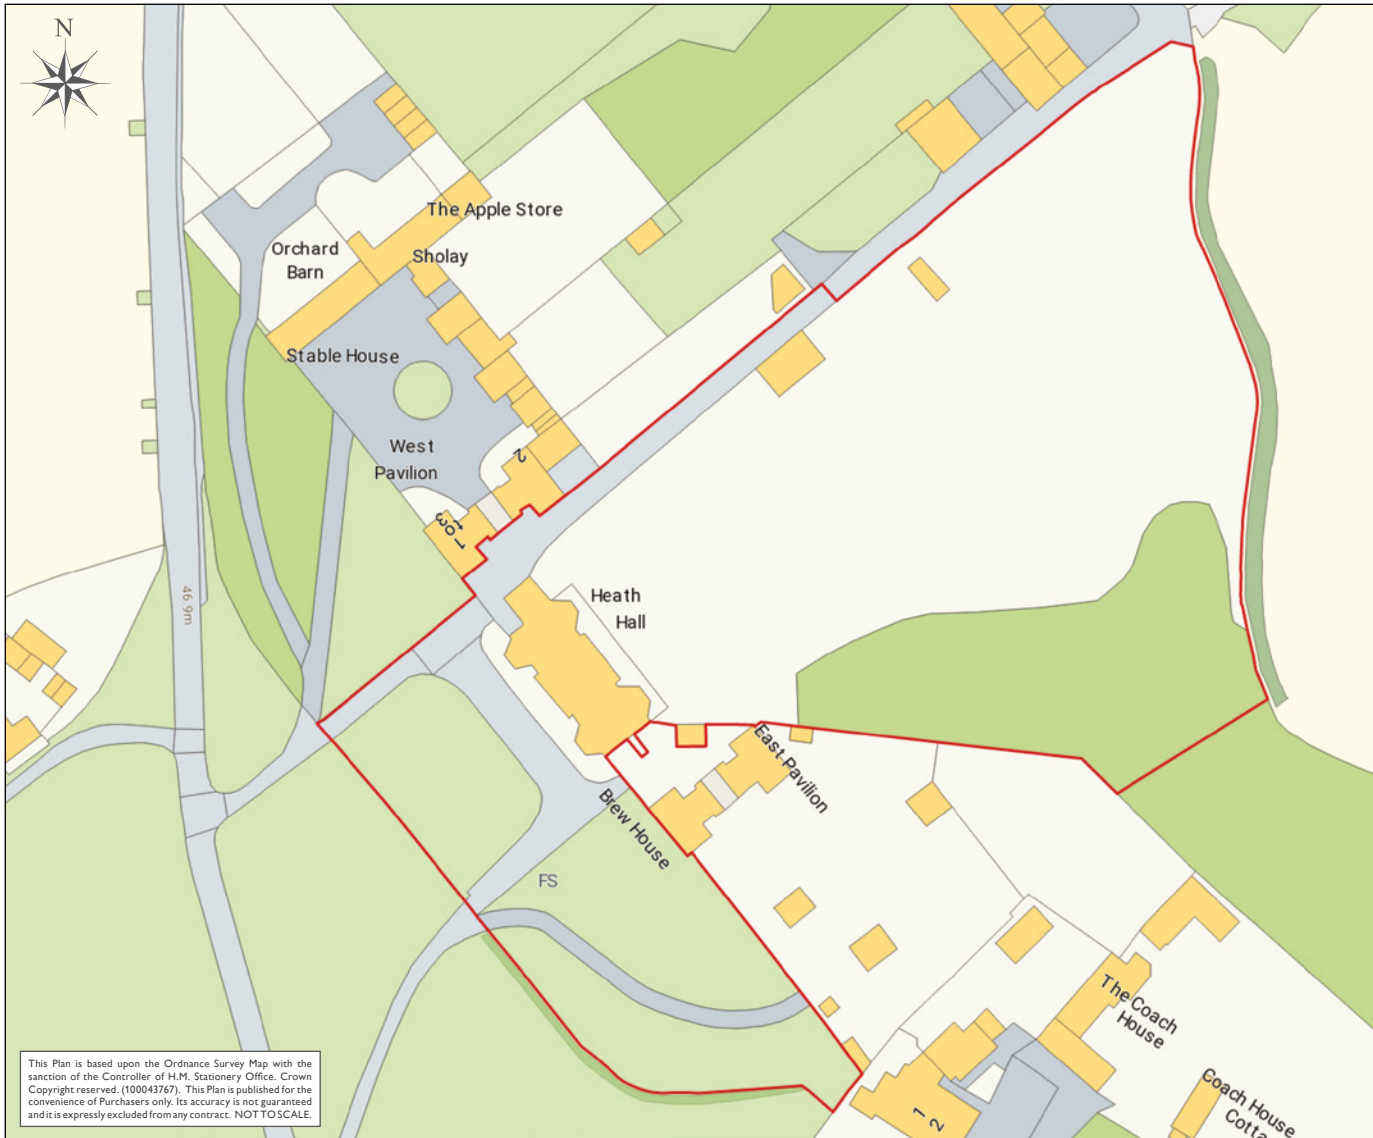 N
The Apple Store
Orchard
Barn
Sholay
Stable House
West
Pavilion
2
1 to 3
46.9m
Heath
Hall
East Pavilion
Brew House
FS
The Coach
House
Coach House
Cotta
1
2
This Plan is based upon the Ordnance Survey Map with the
sanction of the Controller of H.M. Stationery Office. Crown
Copyright reserved. (100043767). This Plan is published for the
convenience of Purchasers only. Its accuracy is not guaranteed
and it is expressly excluded from any contract. NOT TO SCALE.